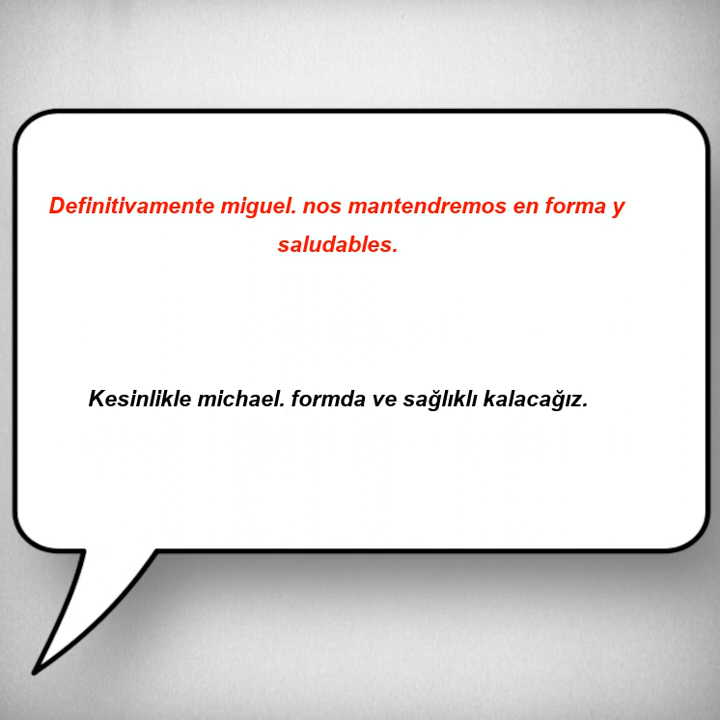 Definitivamente miguel. nos mantendremos en forma y
saludables.
Kesinlikle michael. formda ve sağlıklı kalacağız.